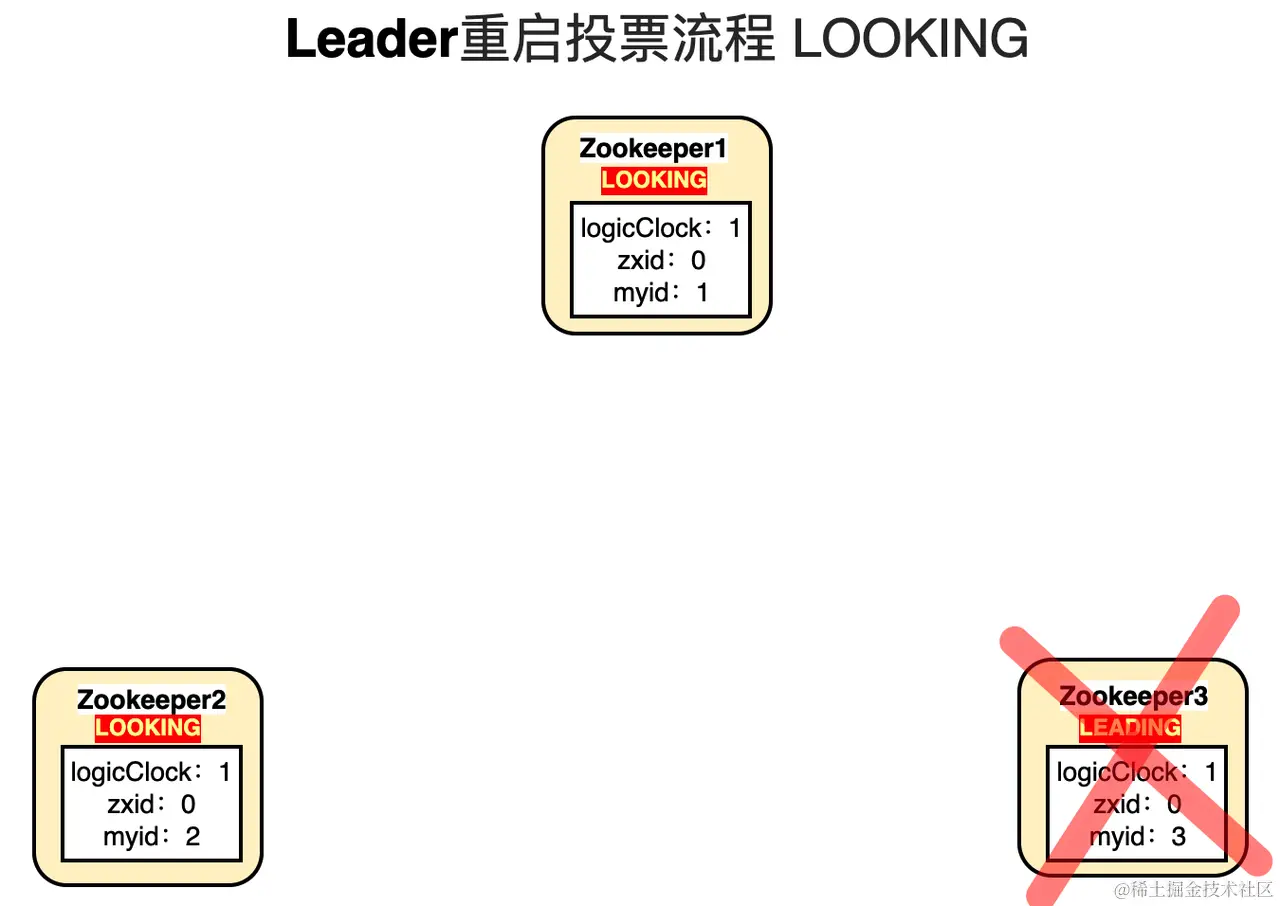 Leader重启投票流程 LOOKING
Zookeeper1
LOOKING
logicClock：1
zxid：0
myid：1
Zookeeper2
LOOKING
logicClock：1
zxid：0
myid：2
Zookeeper3
LEADING
logicClock：1
zxid：0
myid：3
@稀土掘金技术社区